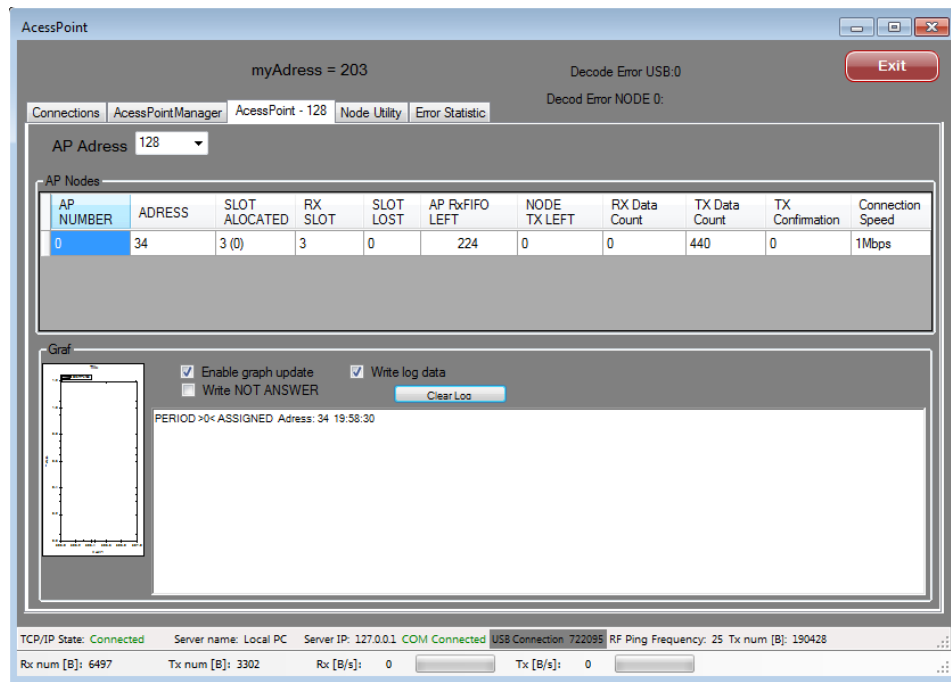 AcessPoint
myAdress = 203
Decode Error USB:0
Exit
Decod Error NODE 0:
Connections AcessPointManager AcessPoint - 128 Node Utility Error Statistic
AP Adress 128
AP Nodes
AP NUMBER ADRESS SLOT ALOCATED RX SLOT SLOT LOST AP RxFIFO LEFT NODE TX LEFT RX Data Count TX Data Count TX Confirmation Connection Speed
0 34 3 (0) 3 0 224 0 0 440 0 1Mbps
Graf
Enable graph update Write log data
Write NOT ANSWER Clear Log
PERIOD >0< ASSIGNED Adress: 34 19:58:30
TCP/IP State: Connected Server name: Local PC Server IP: 127.0.0.1 COM Connected USB Connection 722095 RF Ping Frequency: 25 Tx num [B]: 190428
Rx num [B]: 6497 Tx num [B]: 3302 Rx [B/s]: 0 Tx [B/s]: 0